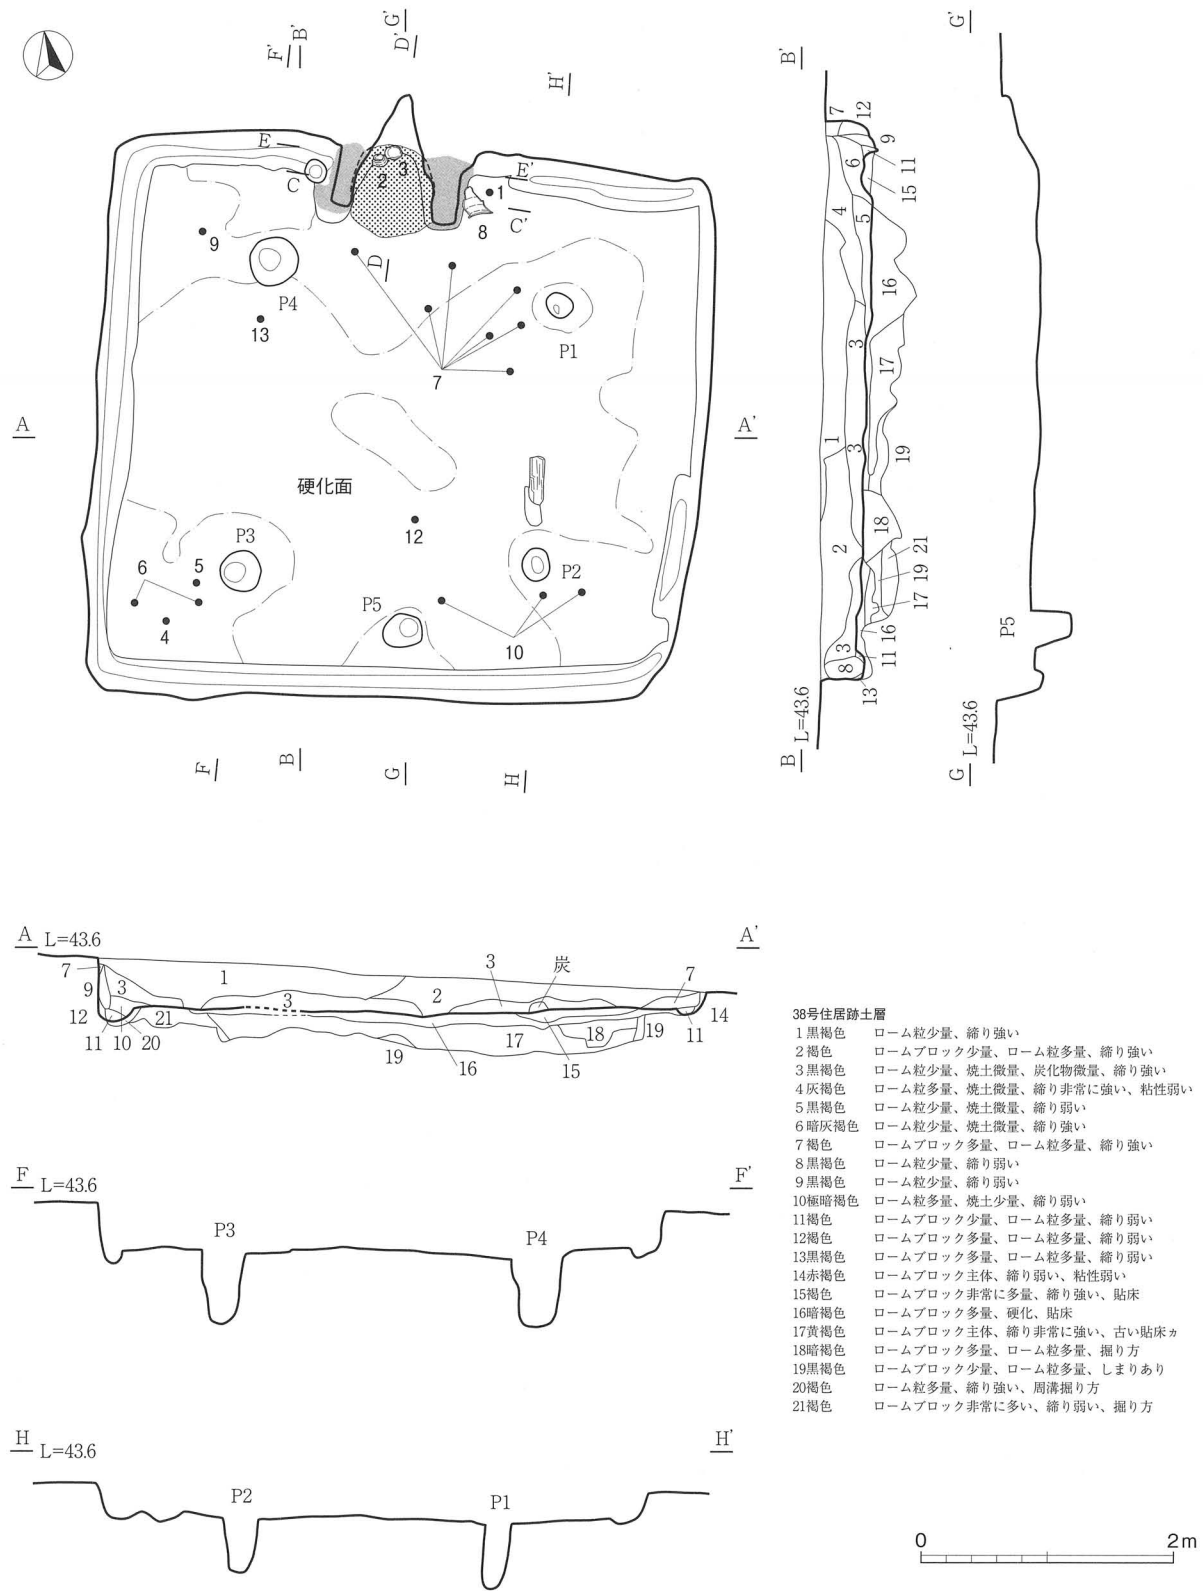 G'
D'
B'
F'
H'
E
C
2
3
E'
1
C'
8
9
D
P4
13
P1
7
A
A'
硬化面
12
P3
P2
6
5
P5
4
10
F
B
G
H
B'
7
12
9
6
11
15
4
5
16
3
17
1
3
19
18
2
21
19
17
16
3
11
8
13
B
L=43.6
G'
P5
G
L=43.6
A
L=43.6
A'
7
9
3
12
11
10
20
21
1
3
2
3
炭
7
14
11
19
18
17
15
16
19
F
L=43.6
F'
P3
P4
H
L=43.6
H'
P2
P1
38号住居跡土層
1黒褐色 ローム粒少量、締り強い
2褐色 ロームブロック少量、ローム粒多量、締り強い
3黒褐色 ローム粒少量、焼土微量、炭化物微量、締り強い
4灰褐色 ローム粒多量、焼土微量、締り非常に強い、粘性弱い
5黒褐色 ローム粒少量、焼土微量、締り弱い
6暗灰褐色 ローム粒少量、焼土微量、締り強い
7褐色 ロームブロック多量、ローム粒多量、締り強い
8黒褐色 ローム粒少量、締り弱い
9黒褐色 ローム粒少量、締り弱い
10極暗褐色 ローム粒多量、焼土少量、締り弱い
11褐色 ロームブロック少量、ローム粒多量、締り弱い
12褐色 ロームブロック多量、ローム粒多量、締り弱い
13黒褐色 ロームブロック多量、ローム粒多量、締り弱い
14赤褐色 ロームブロック主体、締り弱い、粘性弱い
15褐色 ロームブロック非常に多量、締り強い、貼床
16暗褐色 ロームブロック多量、硬化、貼床
17黄褐色 ロームブロック主体、締り非常に強い、古い貼床ヵ
18暗褐色 ロームブロック多量、ローム粒多量、掘り方
19黒褐色 ロームブロック少量、ローム粒多量、しまりあり
20褐色 ローム粒多量、締り強い、周溝掘り方
21褐色 ロームブロック非常に多い、締り弱い、掘り方
0 2m